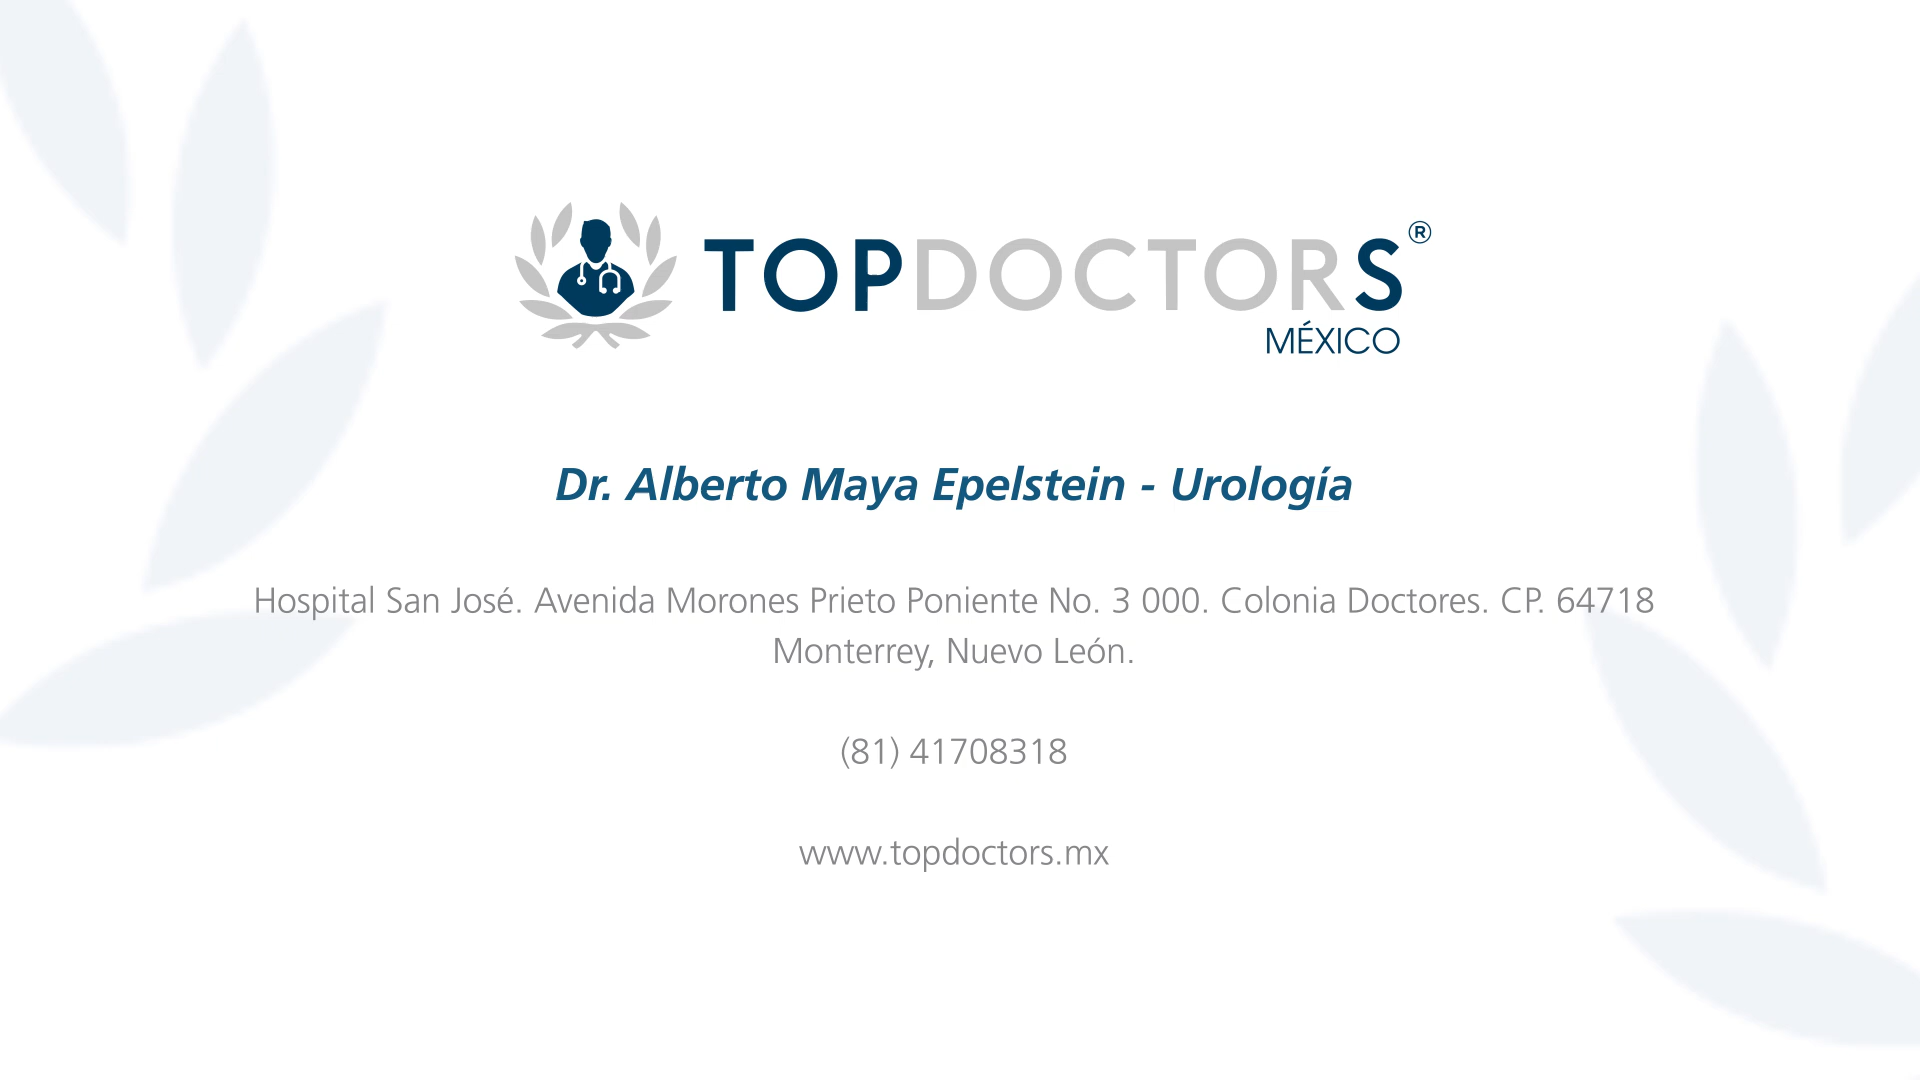 TOPDOCTORS®
MÉXICO
Dr. Alberto Maya Epelstein - Urología
Hospital San José. Avenida Morones Prieto Poniente No. 3 000. Colonia Doctores. CP. 64718
Monterrey, Nuevo León.
(81) 41708318
www.topdoctors.mx